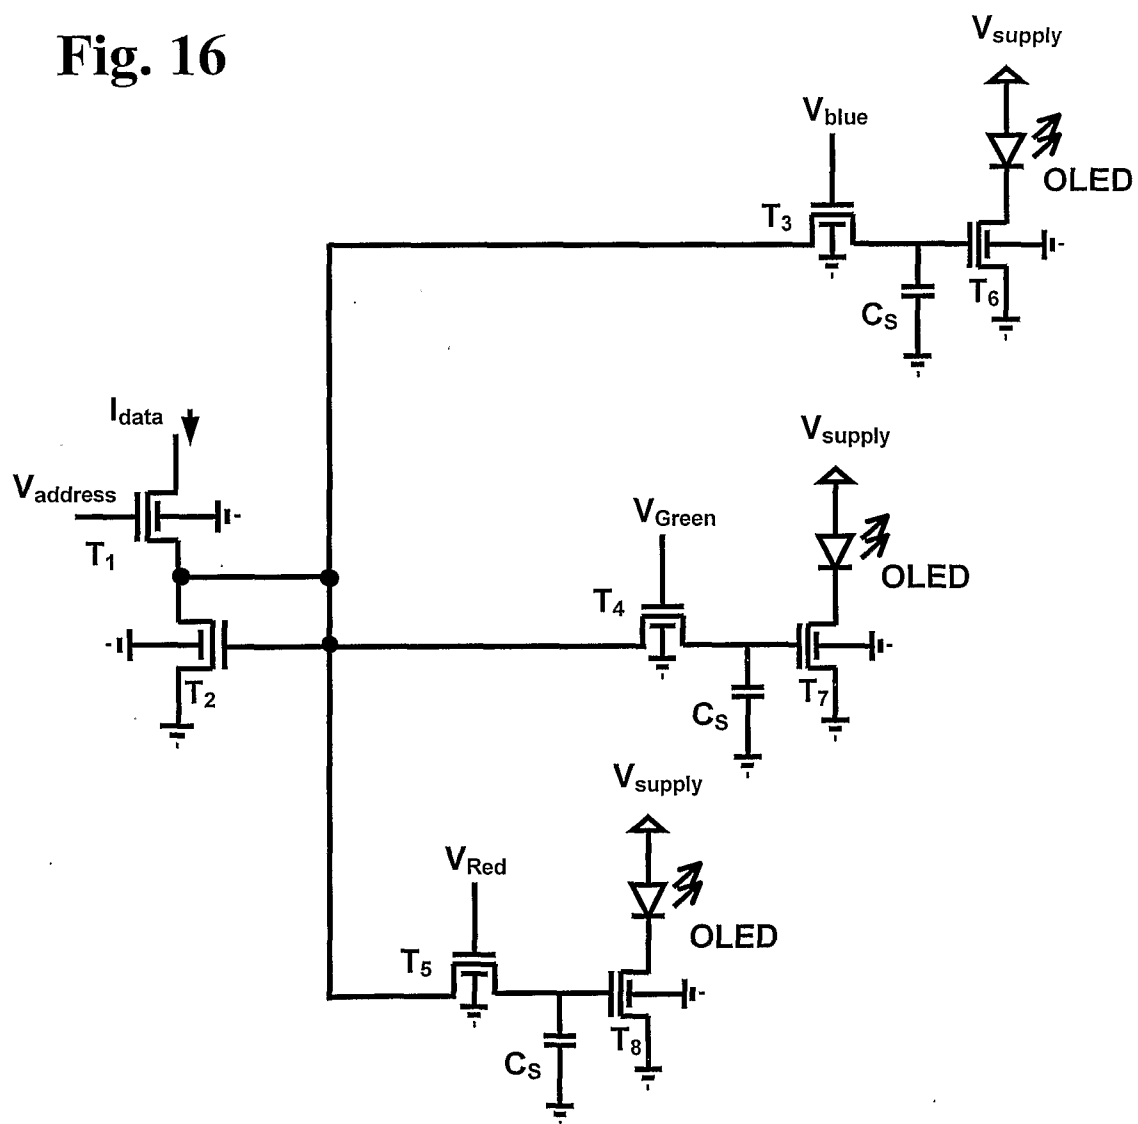 Fig. 16
Vsupply
Vblue
OLED
T3
T6
CS
Idata
Vsupply
Vaddress
VGreen
T1
OLED
T4
T2
T7
CS
Vsupply
VRed
OLED
T5
T8
CS